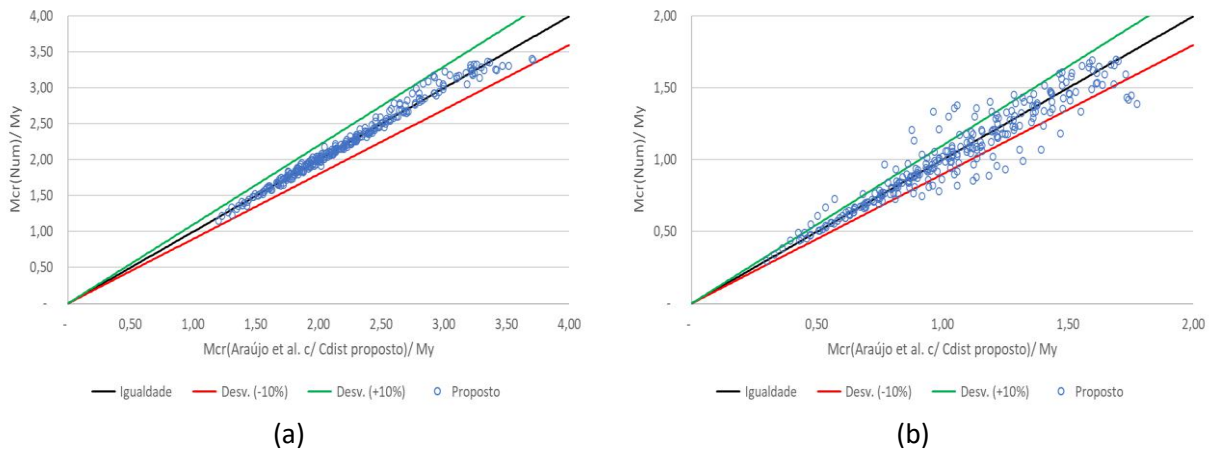 4,00
3,50
3,00
2,50
2,00
1,50
1,00
0,50
-
Mcr(Num)/ My
- 0,50 1,00 1,50 2,00 2,50 3,00 3,50 4,00
Mcr(Araújo et al. c/ Cdist proposto)/ My
Igualdade Desv. (-10%) Desv. (+10%) Proposto
(a)
2,00
1,50
1,00
0,50
-
Mcr(Num)/ My
- 0,50 1,00 1,50 2,00
Mcr(Araújo et al. c/ Cdist proposto)/ My
Igualdade Desv. (-10%) Desv. (+10%) Proposto
(b)